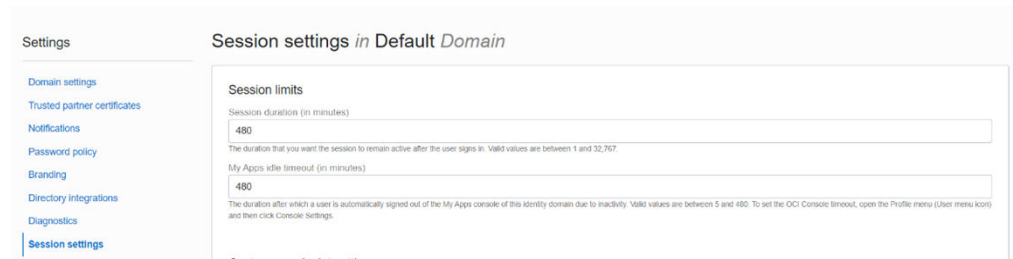 Settings
Session settings in Default Domain
Domain settings
Trusted partner certificates
Notifications
Password policy
Branding
Directory integrations
Diagnostics
Session settings
Session limits
Session duration (in minutes)
480
The duration that you want the session to remain active after the user signs in. Valid values are between 1 and 32,767.
My Apps idle timeout (in minutes)
480
The duration after which a user is automatically signed out of the My Apps console of this identity domain due to inactivity. Valid values are between 5 and 480. To set the OCI Console timeout, open the Profile menu (User menu icon)
and then click Console Settings.